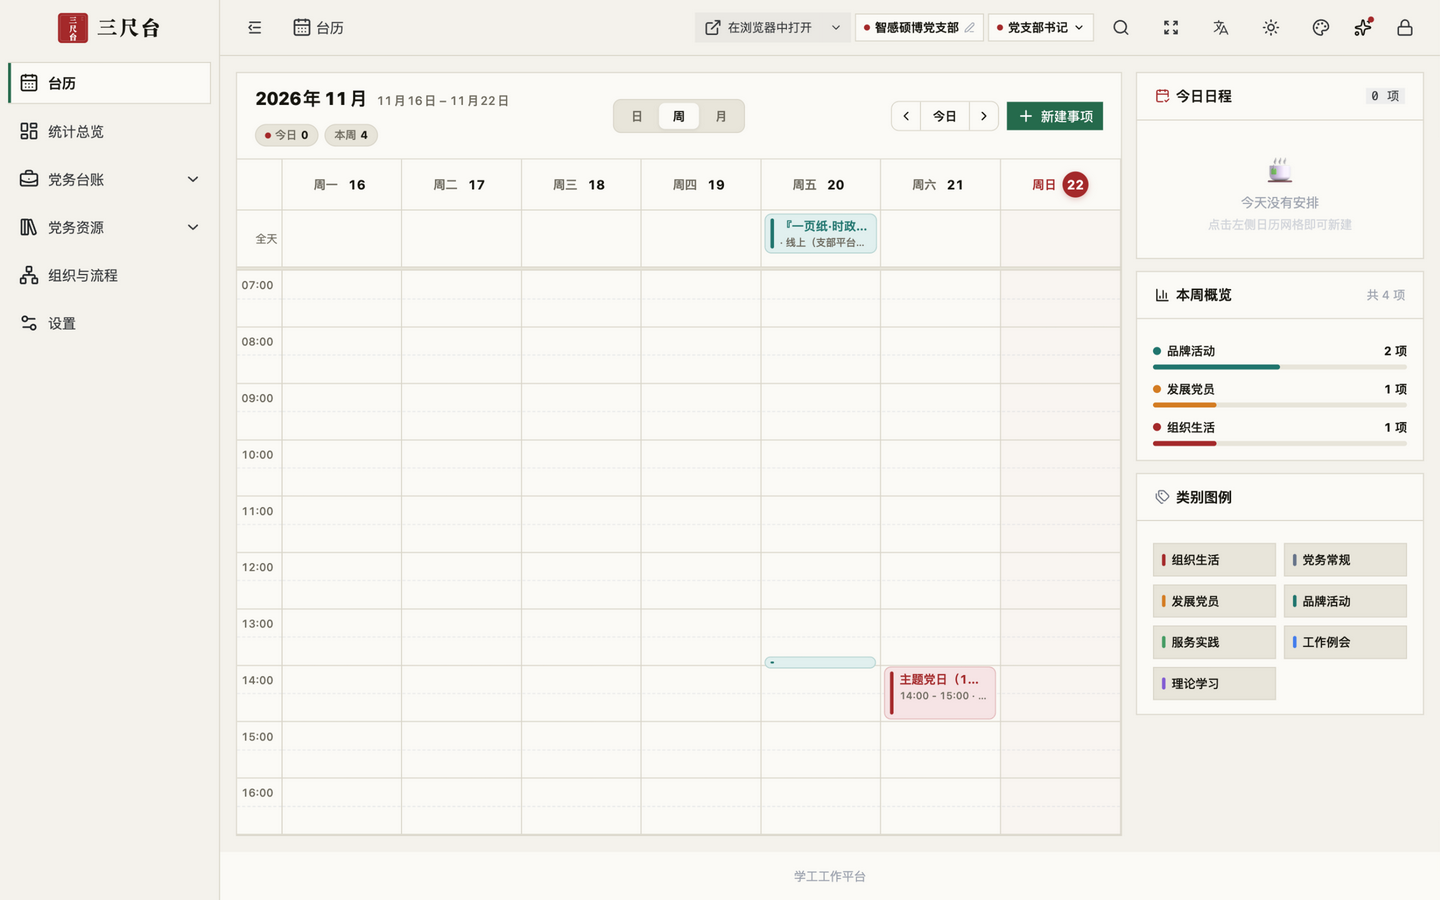 三尺台
三尺台
台历
统计总览
党务台账
党务资源
组织与流程
设置
台历
在浏览器中打开
智感硕博党支部
党支部书记
2026年 11月 11月16日 – 11月22日
今日 0
本周 4
日 周 月
今日
新建事项
周一 16
周二 17
周三 18
周四 19
周五 20
周六 21
周日 22
全天
『一页纸·时政...
· 线上（支部平台...
07:00
08:00
09:00
10:00
11:00
12:00
13:00
14:00
主题党日（1...
14:00 - 15:00 · ...
15:00
16:00
今日日程
0 项
今天没有安排
点击左侧日历网格即可新建
本周概览
共 4 项
品牌活动 2 项
发展党员 1 项
组织生活 1 项
类别图例
组织生活
党务常规
发展党员
品牌活动
服务实践
工作例会
理论学习
学工工作平台